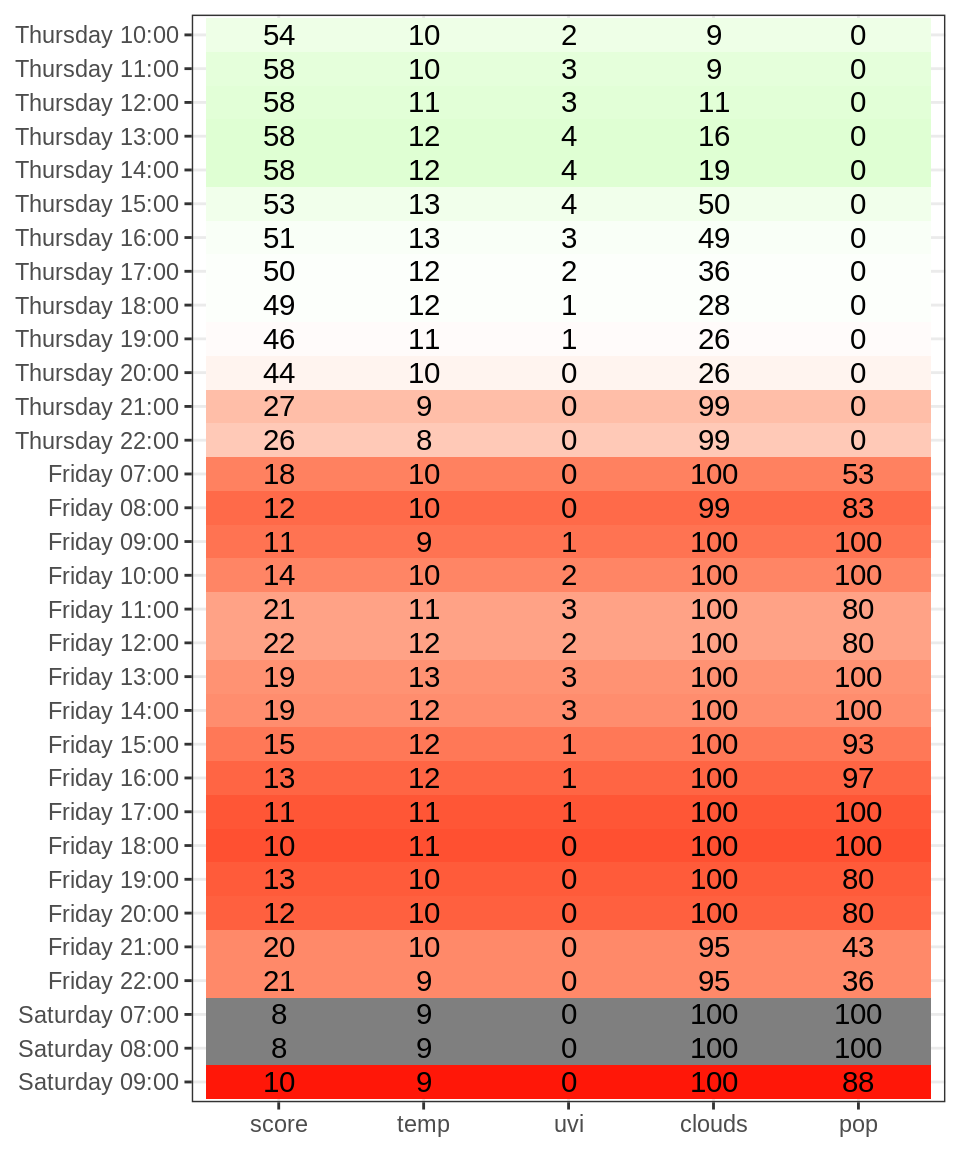 Thursday 10:00 54 10 2 9 0
Thursday 11:00 58 10 3 9 0
Thursday 12:00 58 11 3 11 0
Thursday 13:00 58 12 4 16 0
Thursday 14:00 58 12 4 19 0
Thursday 15:00 53 13 4 50 0
Thursday 16:00 51 13 3 49 0
Thursday 17:00 50 12 2 36 0
Thursday 18:00 49 12 1 28 0
Thursday 19:00 46 11 1 26 0
Thursday 20:00 44 10 0 26 0
Thursday 21:00 27 9 0 99 0
Thursday 22:00 26 8 0 99 0
Friday 07:00 18 10 0 100 53
Friday 08:00 12 10 0 99 83
Friday 09:00 11 9 1 100 100
Friday 10:00 14 10 2 100 100
Friday 11:00 21 11 3 100 80
Friday 12:00 22 12 2 100 80
Friday 13:00 19 13 3 100 100
Friday 14:00 19 12 3 100 100
Friday 15:00 15 12 1 100 93
Friday 16:00 13 12 1 100 97
Friday 17:00 11 11 1 100 100
Friday 18:00 10 11 0 100 100
Friday 19:00 13 10 0 100 80
Friday 20:00 12 10 0 100 80
Friday 21:00 20 10 0 95 43
Friday 22:00 21 9 0 95 36
Saturday 07:00 8 9 0 100 100
Saturday 08:00 8 9 0 100 100
Saturday 09:00 10 9 0 100 88
score temp uvi clouds pop